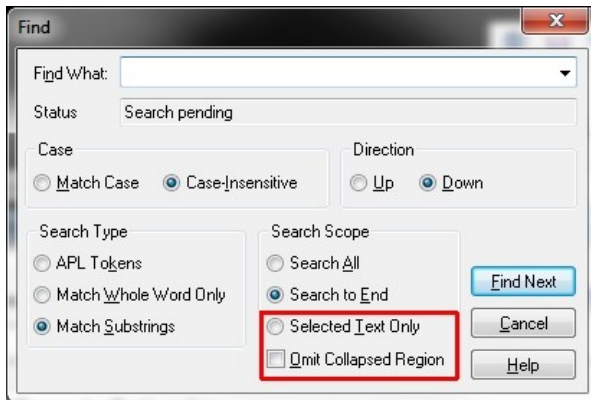 Find
Find What:
Status Search pending
Case
Match Case Case-Insensitive
Direction
Up Down
Search Type
APL Tokens
Match Whole Word Only
Match Substrings
Search Scope
Search All
Search to End
Selected Text Only
Omit Collapsed Region
Find Next
Cancel
Help